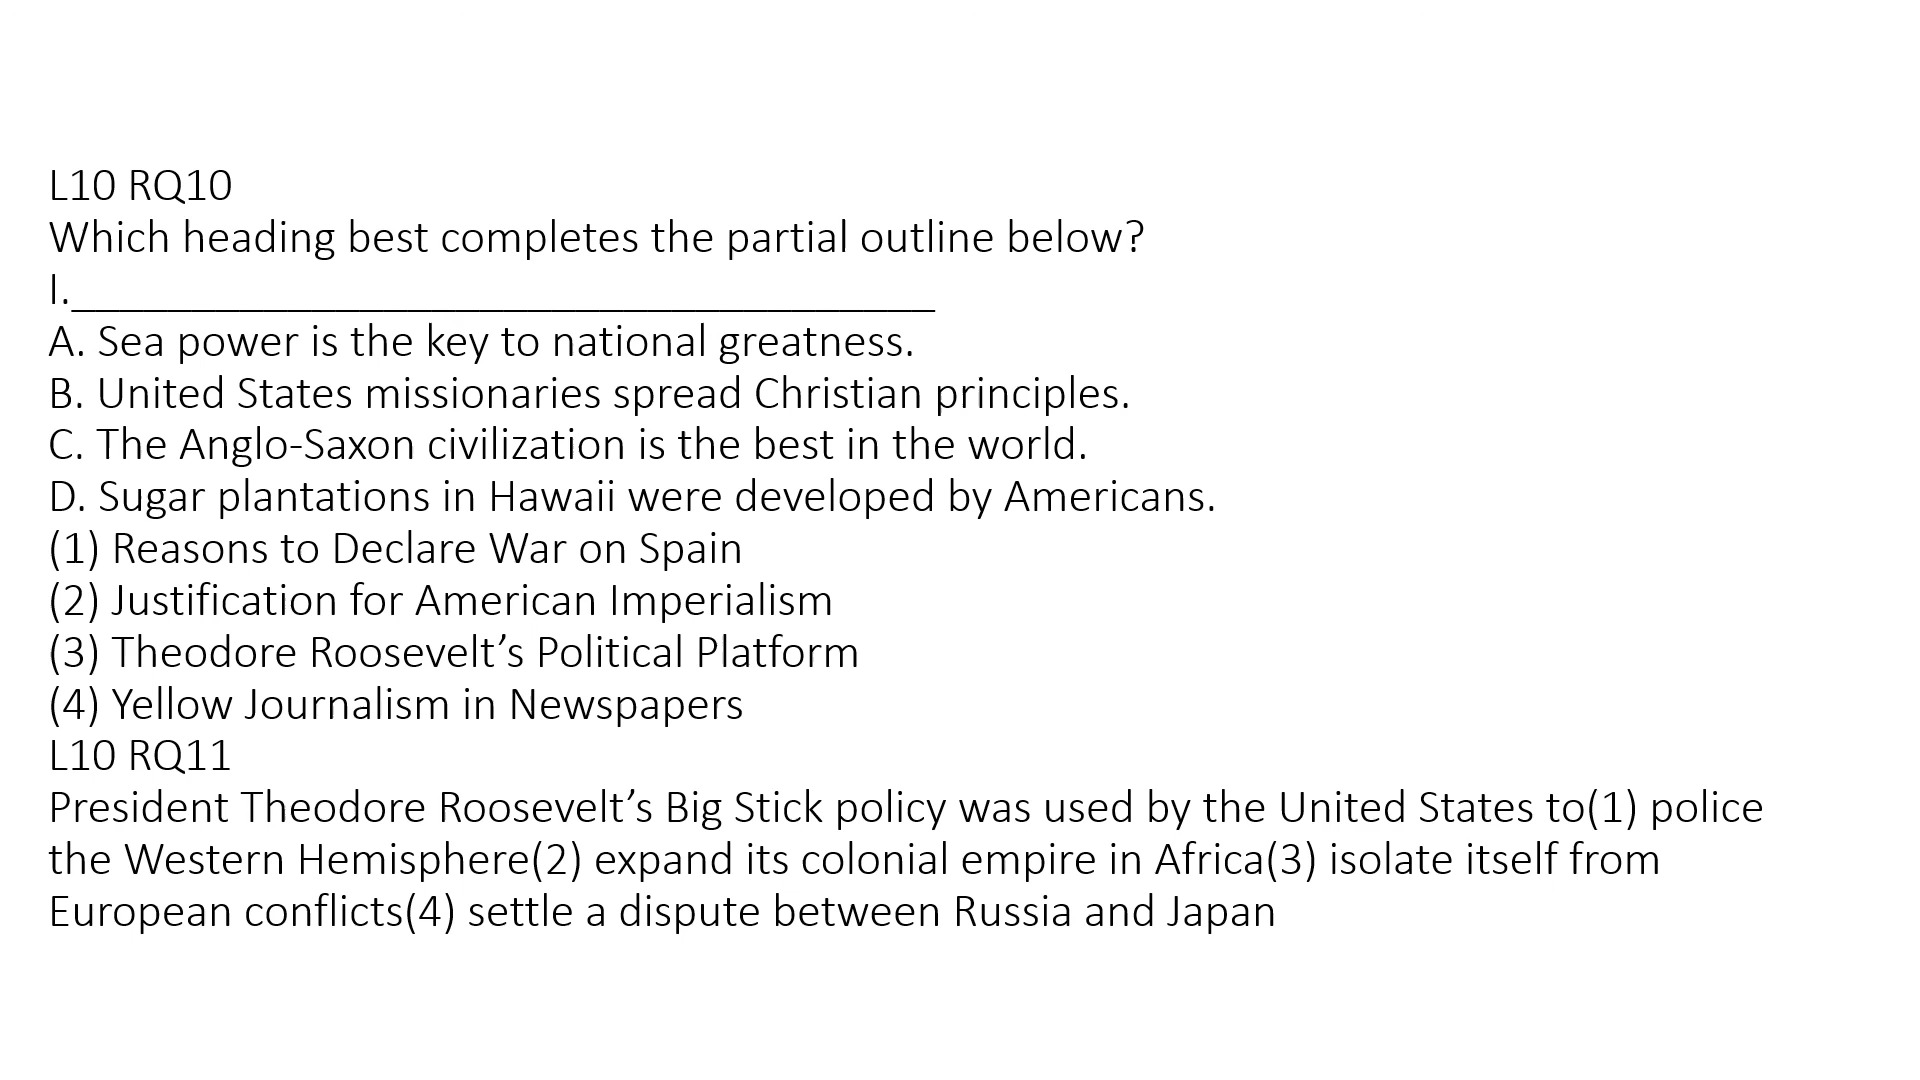 L10 RQ10
Which heading best completes the partial outline below?
I.____________________________________
A. Sea power is the key to national greatness.
B. United States missionaries spread Christian principles.
C. The Anglo-Saxon civilization is the best in the world.
D. Sugar plantations in Hawaii were developed by Americans.
(1) Reasons to Declare War on Spain
(2) Justification for American Imperialism
(3) Theodore Roosevelt’s Political Platform
(4) Yellow Journalism in Newspapers
L10 RQ11
President Theodore Roosevelt’s Big Stick policy was used by the United States to(1) police
the Western Hemisphere(2) expand its colonial empire in Africa(3) isolate itself from
European conflicts(4) settle a dispute between Russia and Japan